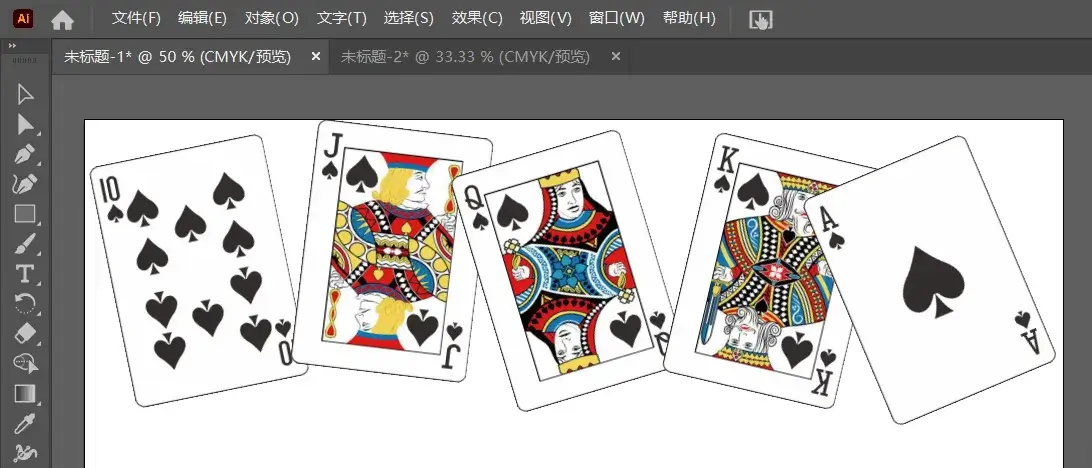 Ai 文件(F) 编辑(E) 对象(O) 文字(T) 选择(S) 效果(C) 视图(V) 窗口(W) 帮助(H)
未标题-1* @ 50 % (CMYK/预览) × 未标题-2* @ 33.33 % (CMYK/预览) ×
10 J Q K A
J K A